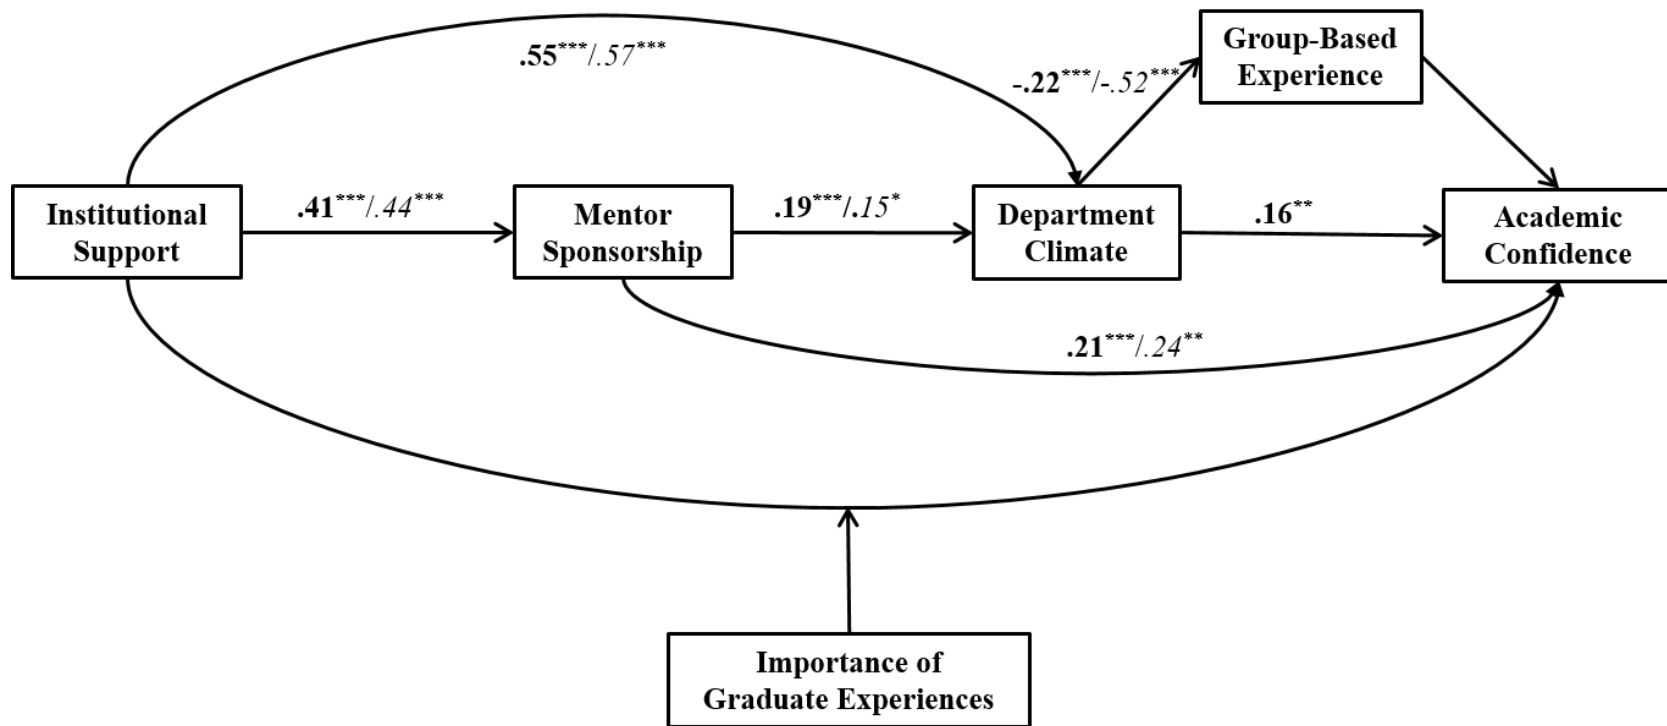 Group-Based
Experience
.55***/.57***
-.22***/-.52***
Institutional
Support
.41***/.44***
Mentor
Sponsorship
.19***/.15*
Department
Climate
.16**
Academic
Confidence
.21***/.24**
Importance of
Graduate Experiences